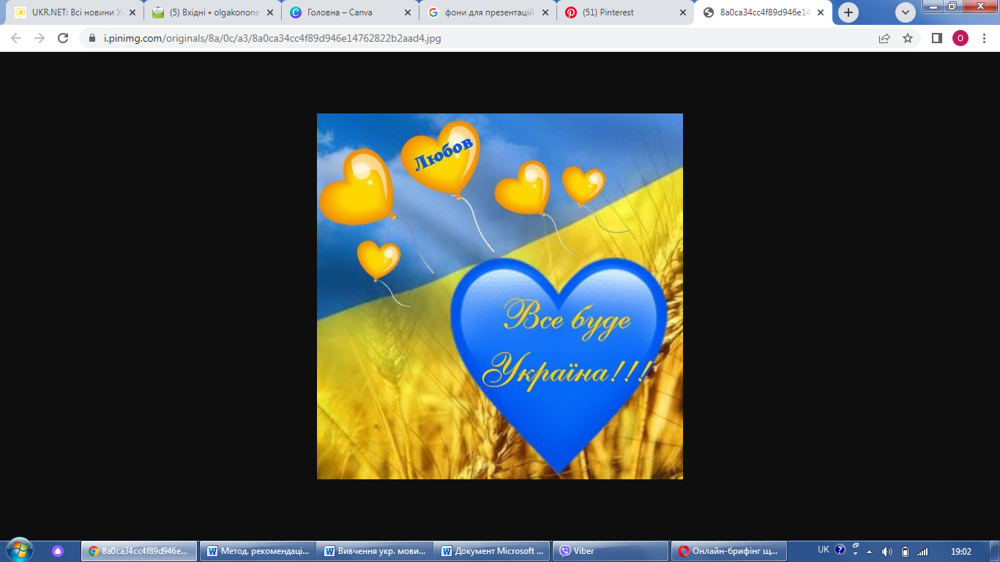 UKR.NET: Всі новини У
(5) Вхідні • olgakonone
Головна – Canva
фони для презентацій
(51) Pinterest
8a0ca34cc4f89d946e14
i.pinimg.com/originals/8a/0c/a3/8a0ca34cc4f89d946e14762822b2aad4.jpg
O
Любов
Все буде
Україна!!!
8a0ca34cc4f89d946e...
Метод. рекомендаці...
Вивчення укр. мови...
Документ Microsoft ...
Viber
Онлайн-брифінг щ...
UK
19:02